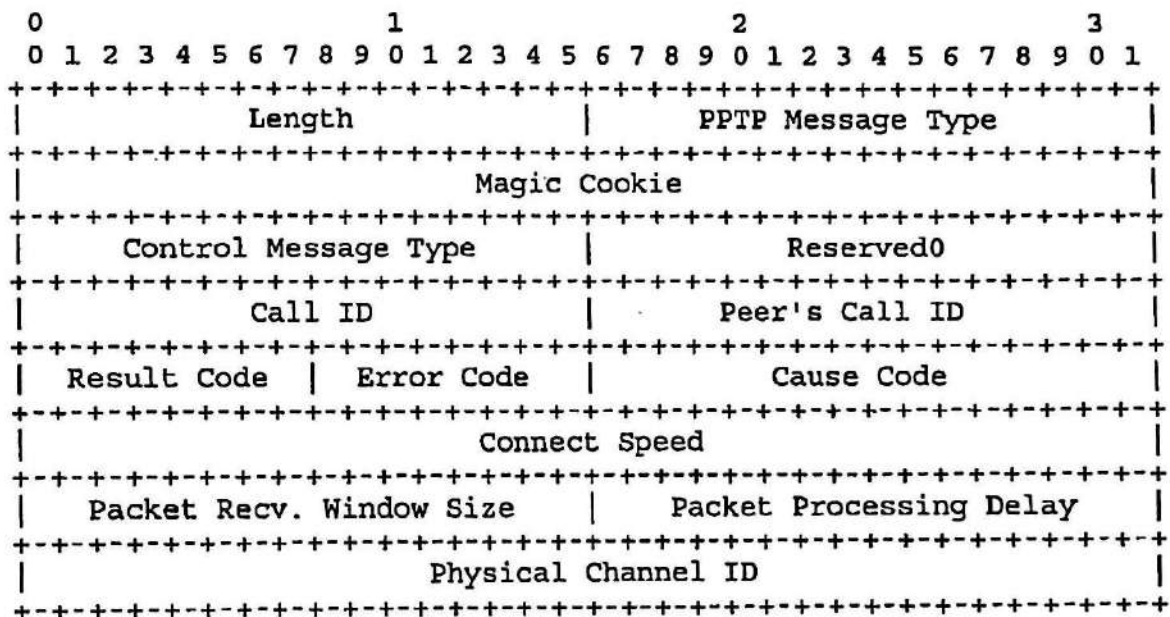 0                   1                   2                   3
0 1 2 3 4 5 6 7 8 9 0 1 2 3 4 5 6 7 8 9 0 1 2 3 4 5 6 7 8 9 0 1
+-+-+-+-+-+-+-+-+-+-+-+-+-+-+-+-+-+-+-+-+-+-+-+-+-+-+-+-+-+-+-+-+
| Length | PPTP Message Type |
+-+-+-+-+-+-+-+-+-+-+-+-+-+-+-+-+-+-+-+-+-+-+-+-+-+-+-+-+-+-+-+-+
| Magic Cookie |
+-+-+-+-+-+-+-+-+-+-+-+-+-+-+-+-+-+-+-+-+-+-+-+-+-+-+-+-+-+-+-+-+
| Control Message Type | Reserved0 |
+-+-+-+-+-+-+-+-+-+-+-+-+-+-+-+-+-+-+-+-+-+-+-+-+-+-+-+-+-+-+-+-+
| Call ID | Peer's Call ID |
+-+-+-+-+-+-+-+-+-+-+-+-+-+-+-+-+-+-+-+-+-+-+-+-+-+-+-+-+-+-+-+-+
| Result Code | Error Code | Cause Code |
+-+-+-+-+-+-+-+-+-+-+-+-+-+-+-+-+-+-+-+-+-+-+-+-+-+-+-+-+-+-+-+-+
| Connect Speed |
+-+-+-+-+-+-+-+-+-+-+-+-+-+-+-+-+-+-+-+-+-+-+-+-+-+-+-+-+-+-+-+-+
| Packet Recv. Window Size | Packet Processing Delay |
+-+-+-+-+-+-+-+-+-+-+-+-+-+-+-+-+-+-+-+-+-+-+-+-+-+-+-+-+-+-+-+-+
| Physical Channel ID |
+-+-+-+-+-+-+-+-+-+-+-+-+-+-+-+-+-+-+-+-+-+-+-+-+-+-+-+-+-+-+-+-+